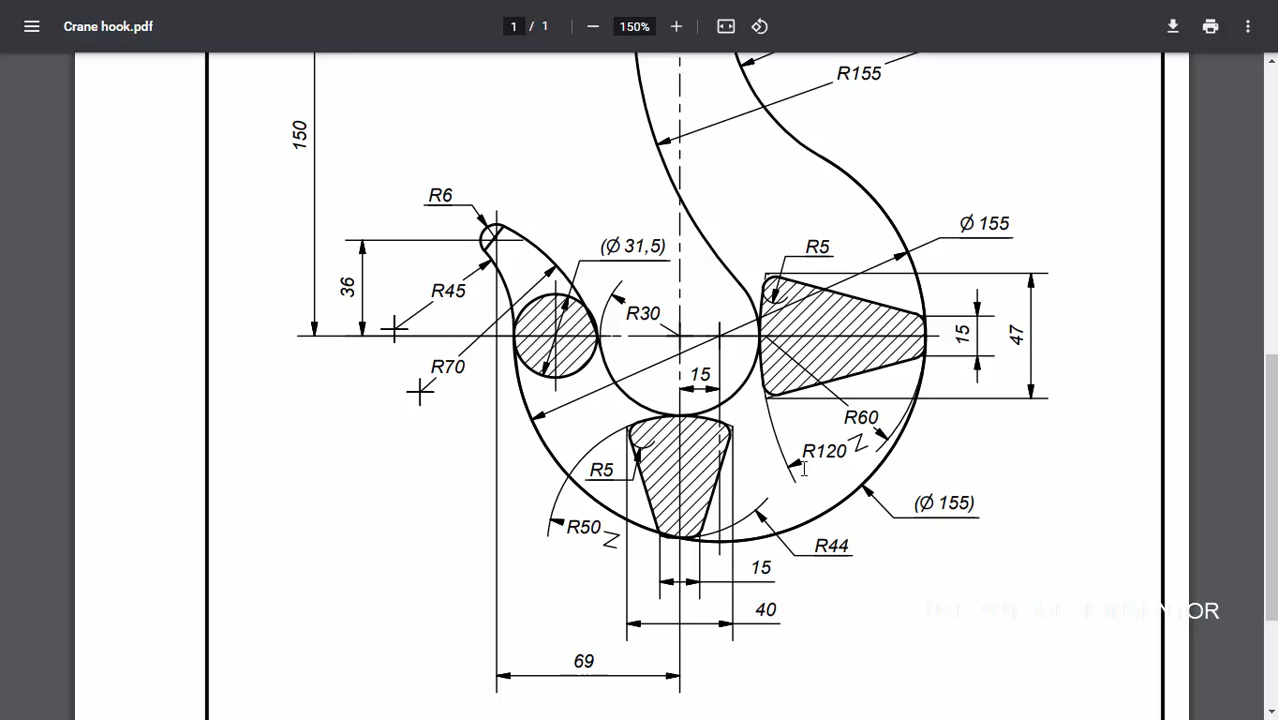 Crane hook.pdf
1 / 1
150%
R155
150
R6
Ø 155
(Ø 31,5)
R5
36
R45
R30
15
47
R70
15
R60
R120
R5
(Ø 155)
R50
R44
15
40
69